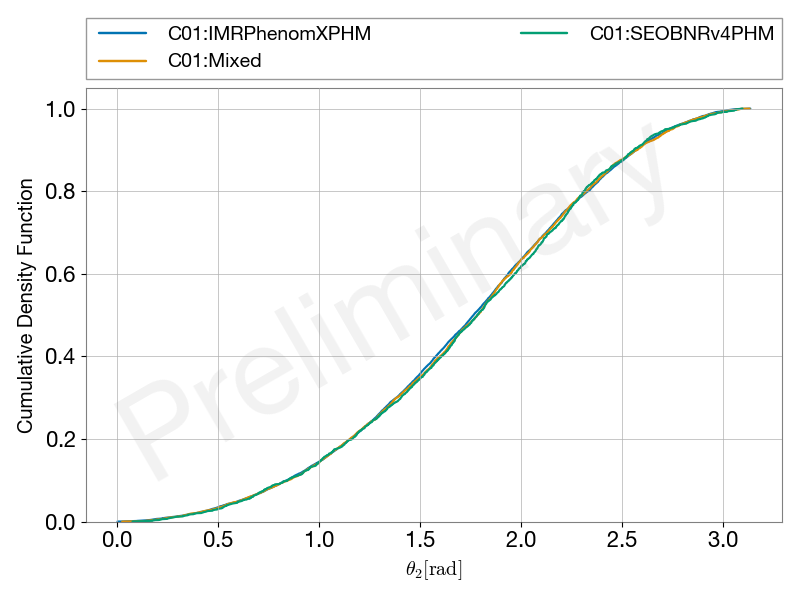 C01:IMRPhenomXPHM
C01:Mixed
C01:SEOBNRv4PHM
Preliminary
Cumulative Density Function
1.0
0.8
0.6
0.4
0.2
0.0
0.0 0.5 1.0 1.5 2.0 2.5 3.0
θ₂[rad]